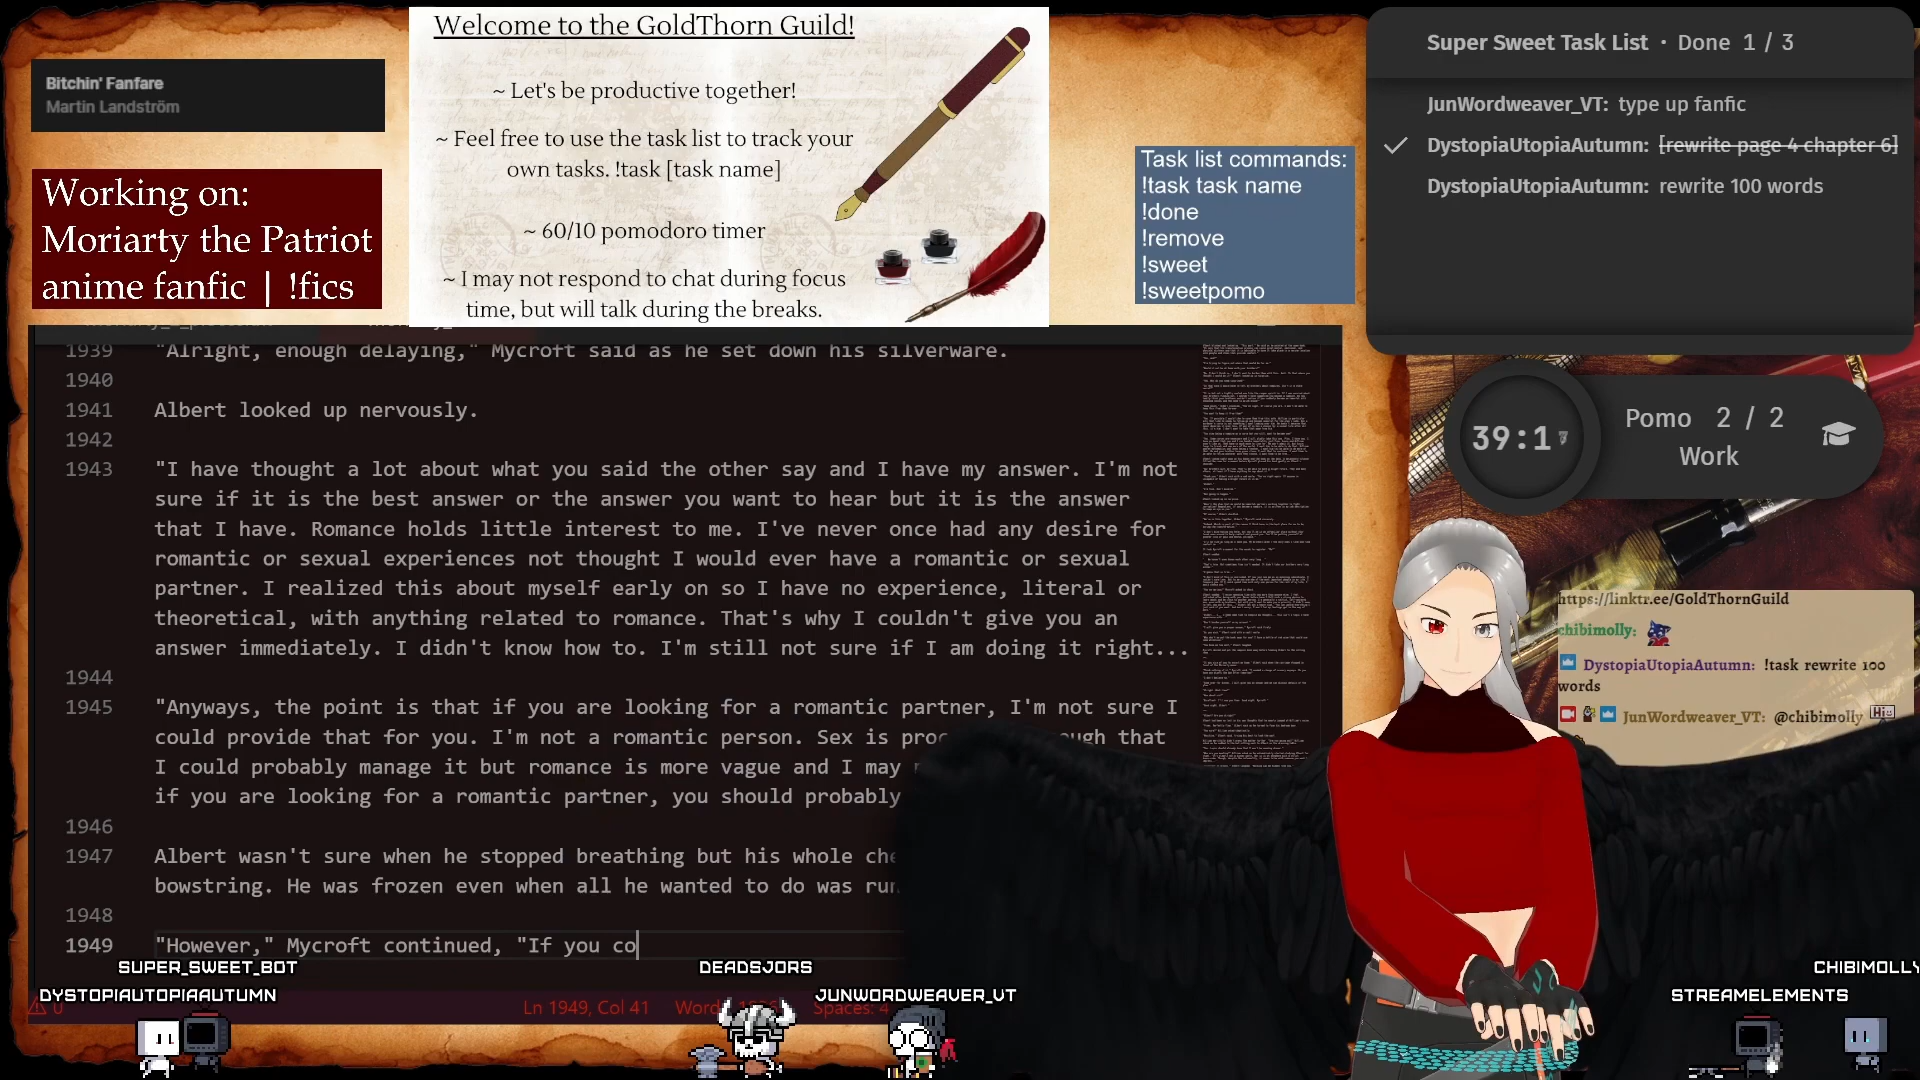 Bitchin' Fanfare
Martin Landström
Working on:
Moriarty the Patriot
anime fanfic | !fics
Welcome to the GoldThorn Guild!
~ Let's be productive together!
~ Feel free to use the task list to track your
own tasks. !task [task name]
~ 60/10 pomodoro timer
~ I may not respond to chat during focus
time, but will talk during the breaks.
Task list commands:
!task task name
!done
!remove
!sweet
!sweetpomo
Super Sweet Task List • Done 1 / 3
JunWordweaver_VT: type up fanfic
DystopiaUtopiaAutumn: [rewrite page 4 chapter 6]
DystopiaUtopiaAutumn: rewrite 100 words
39:1
Pomo 2 / 2
Work
1939 "Alright, enough delaying," Mycroft said as he set down his silverware.
1940
1941 Albert looked up nervously.
1942
1943 "I have thought a lot about what you said the other say and I have my answer. I'm not
sure if it is the best answer or the answer you want to hear but it is the answer
that I have. Romance holds little interest to me. I've never once had any desire for
romantic or sexual experiences not thought I would ever have a romantic or sexual
partner. I realized this about myself early on so I have no experience, literal or
theoretical, with anything related to romance. That's why I couldn't give you an
answer immediately. I didn't know how to. I'm still not sure if I am doing it right...
1944
1945 "Anyways, the point is that if you are looking for a romantic partner, I'm not sure I
could provide that for you. I'm not a romantic person. Sex is that
I could probably manage it but romance is more vague and I may
if you are looking for a romantic partner, you should probably
1946
1947 Albert wasn't sure when he stopped breathing but his whole
bowstring. He was frozen even when all he wanted to do was
1948
1949 "However," Mycroft continued, "If you co
Ln 1949, Col 41
Spaces: 4
https://linktr.ee/GoldThornGuild
chibimolly:
DystopiaUtopiaAutumn: !task rewrite 100
words
JunWordweaver_VT: @chibimolly Hi
SUPER_SWEET_BOT
DYSTOPIAUTOPIAAUTUMN
DEADSJORS
JUNWORDWEAVER_VT
CHIBIMOLLY
STREAMELEMENTS